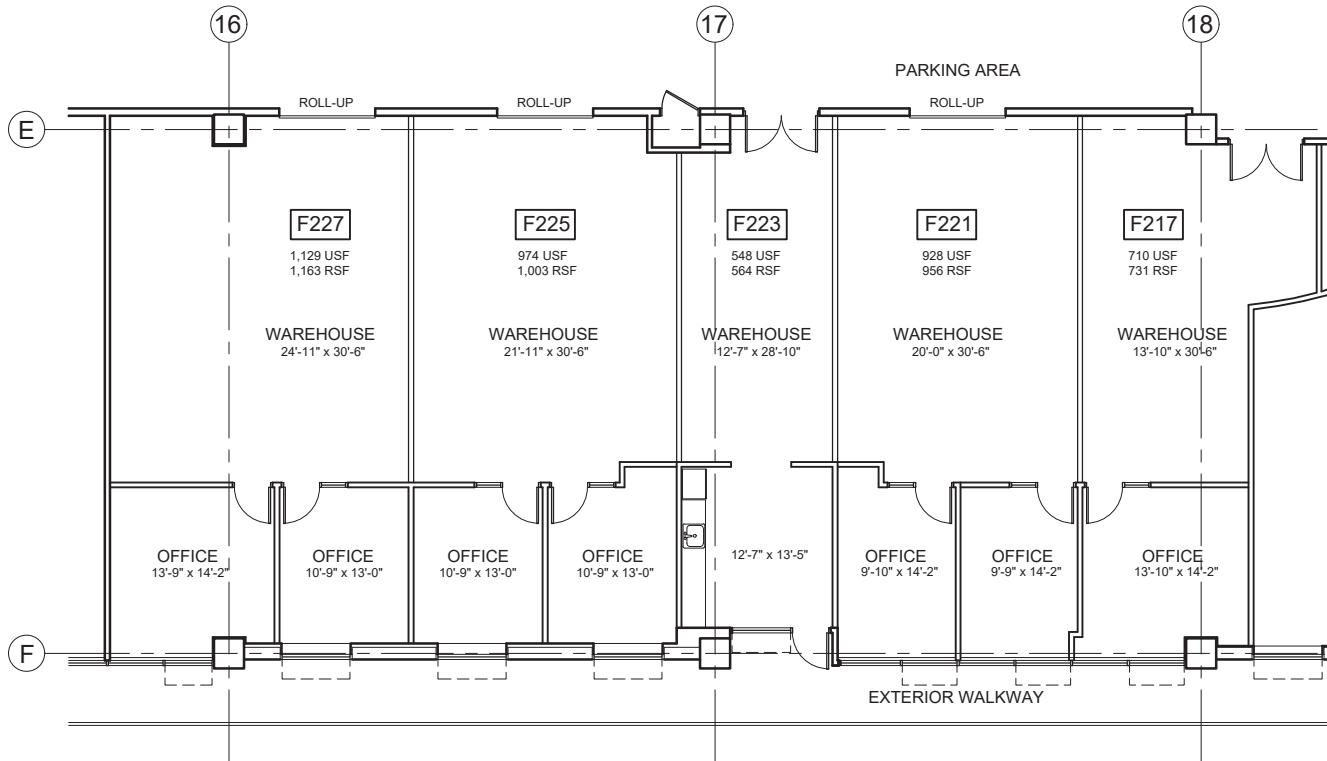 16
17
18
PARKING AREA
ROLL-UP
ROLL-UP
ROLL-UP
E
F227
1,129 USF
1,163 RSF
F225
974 USF
1,003 RSF
F223
548 USF
564 RSF
F221
928 USF
956 RSF
F217
710 USF
731 RSF
WAREHOUSE
24'-11" x 30'-6"
WAREHOUSE
21'-11" x 30'-6"
WAREHOUSE
12'-7" x 28'-10"
WAREHOUSE
20'-0" x 30'-6"
WAREHOUSE
13'-10" x 30'-6"
OFFICE
13'-9" x 14'-2"
OFFICE
10'-9" x 13'-0"
OFFICE
10'-9" x 13'-0"
OFFICE
10'-9" x 13'-0"
12'-7" x 13'-5"
OFFICE
9'-10" x 14'-2"
OFFICE
9'-9" x 14'-2"
OFFICE
13'-10" x 14'-2"
F
EXTERIOR WALKWAY